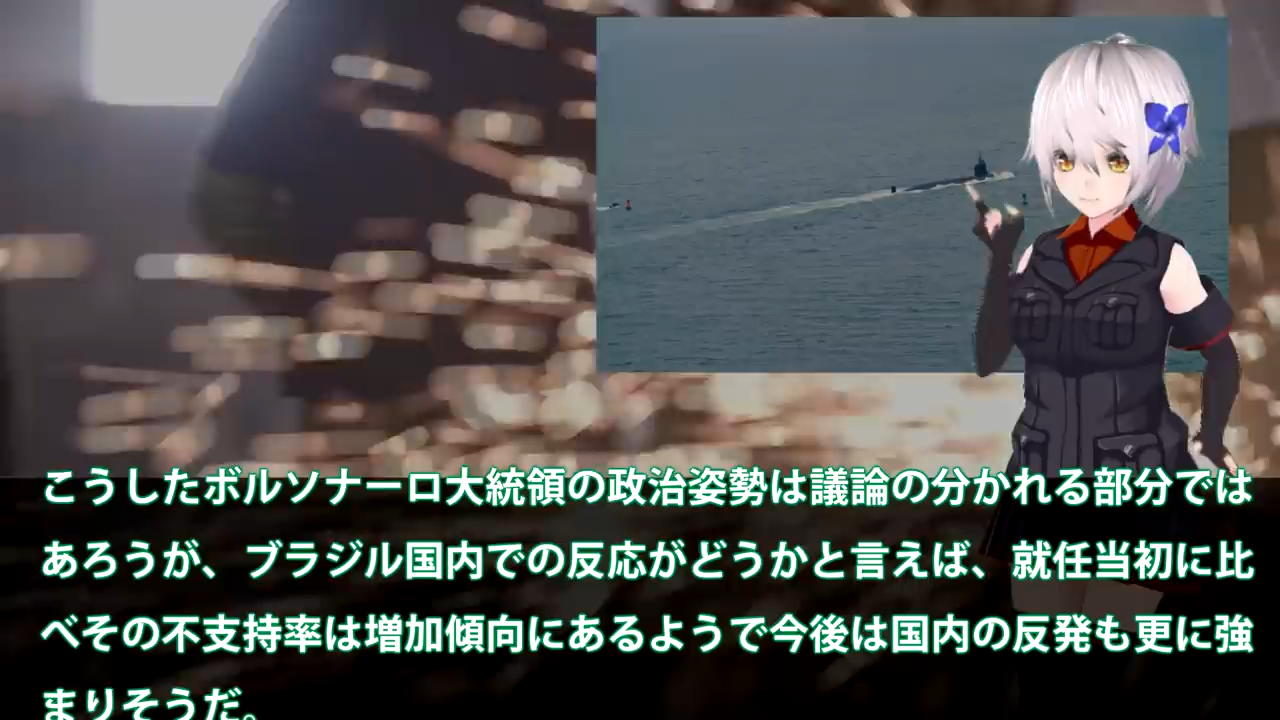 こうしたボルソナーロ大統領の政治姿勢は議論の分かれる部分では
あろうが、ブラジル国内での反応がどうかと言えば、就任当初に比
べその不支持率は増加傾向にあるようで今後は国内の反発も更に強
まりそうだ。